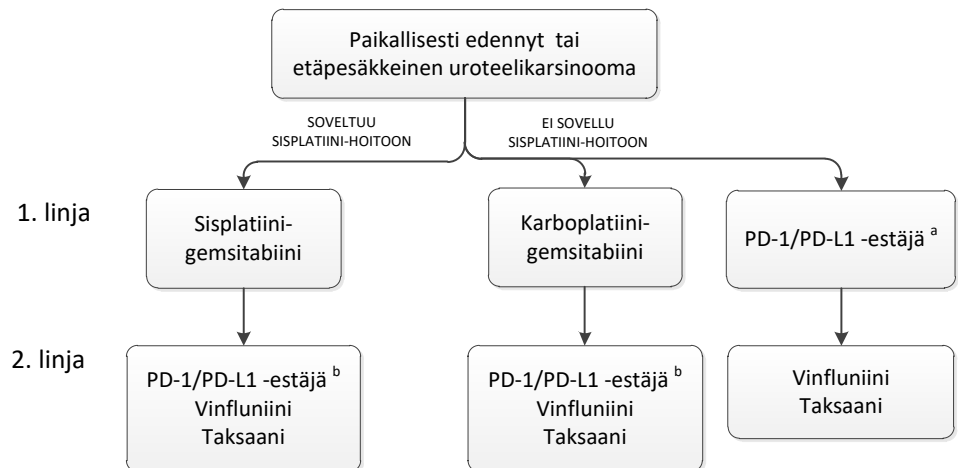 Paikallisesti edennyt tai
etäpesäkkeinen uroteelikarsinooma
SOVELTUU
SISPLATIINI-HOITOON
EI SOVELLU
SISPLATIINI-HOITOON
1. linja
Sisplatiini-
gemsitabiini
Karboplatiini-
gemsitabiini
PD-1/PD-L1 -estäjä a
2. linja
PD-1/PD-L1 -estäjä b
Vinfluniini
Taksaani
PD-1/PD-L1 -estäjä b
Vinfluniini
Taksaani
Vinfluniini
Taksaani